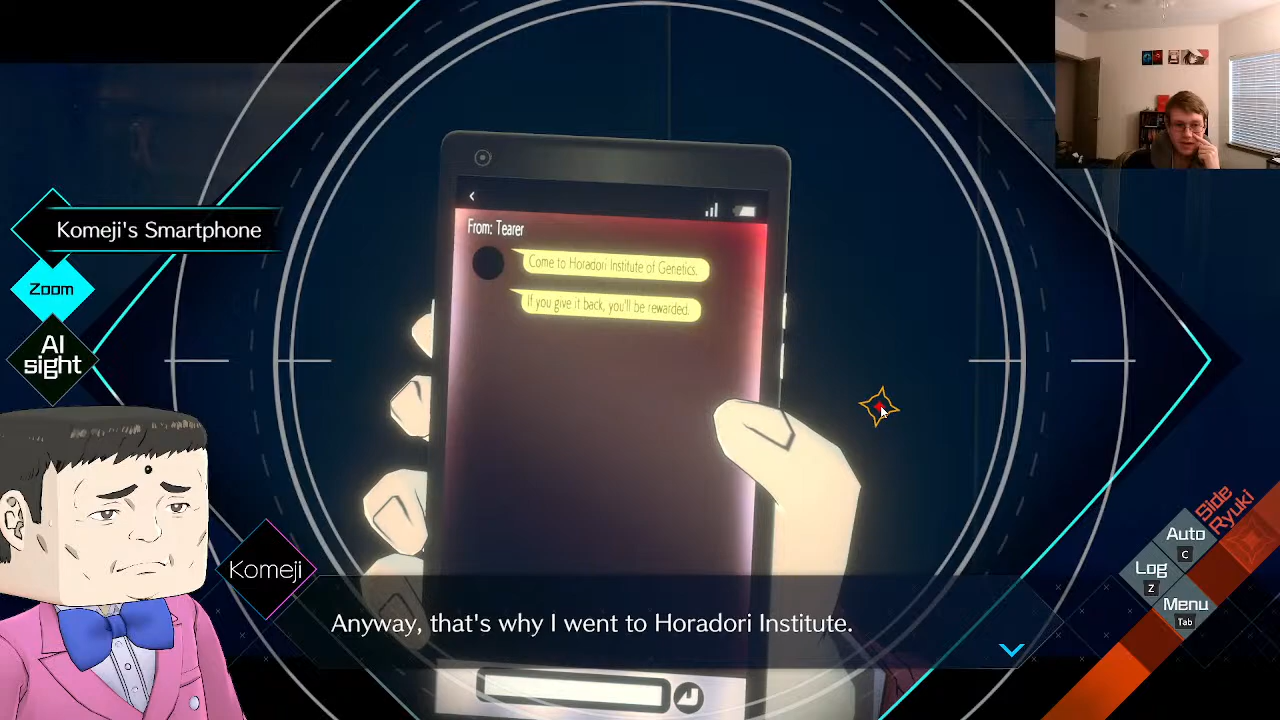 Komeji's Smartphone
Zoom
AI
sight
<
From: Tearer
Come to Horadori Institute of Genetics.
If you give it back, you'll be rewarded.
Side
Ryuki
Auto
C
Log
Z
Menu
Tab
Komeji
Anyway, that's why I went to Horadori Institute.